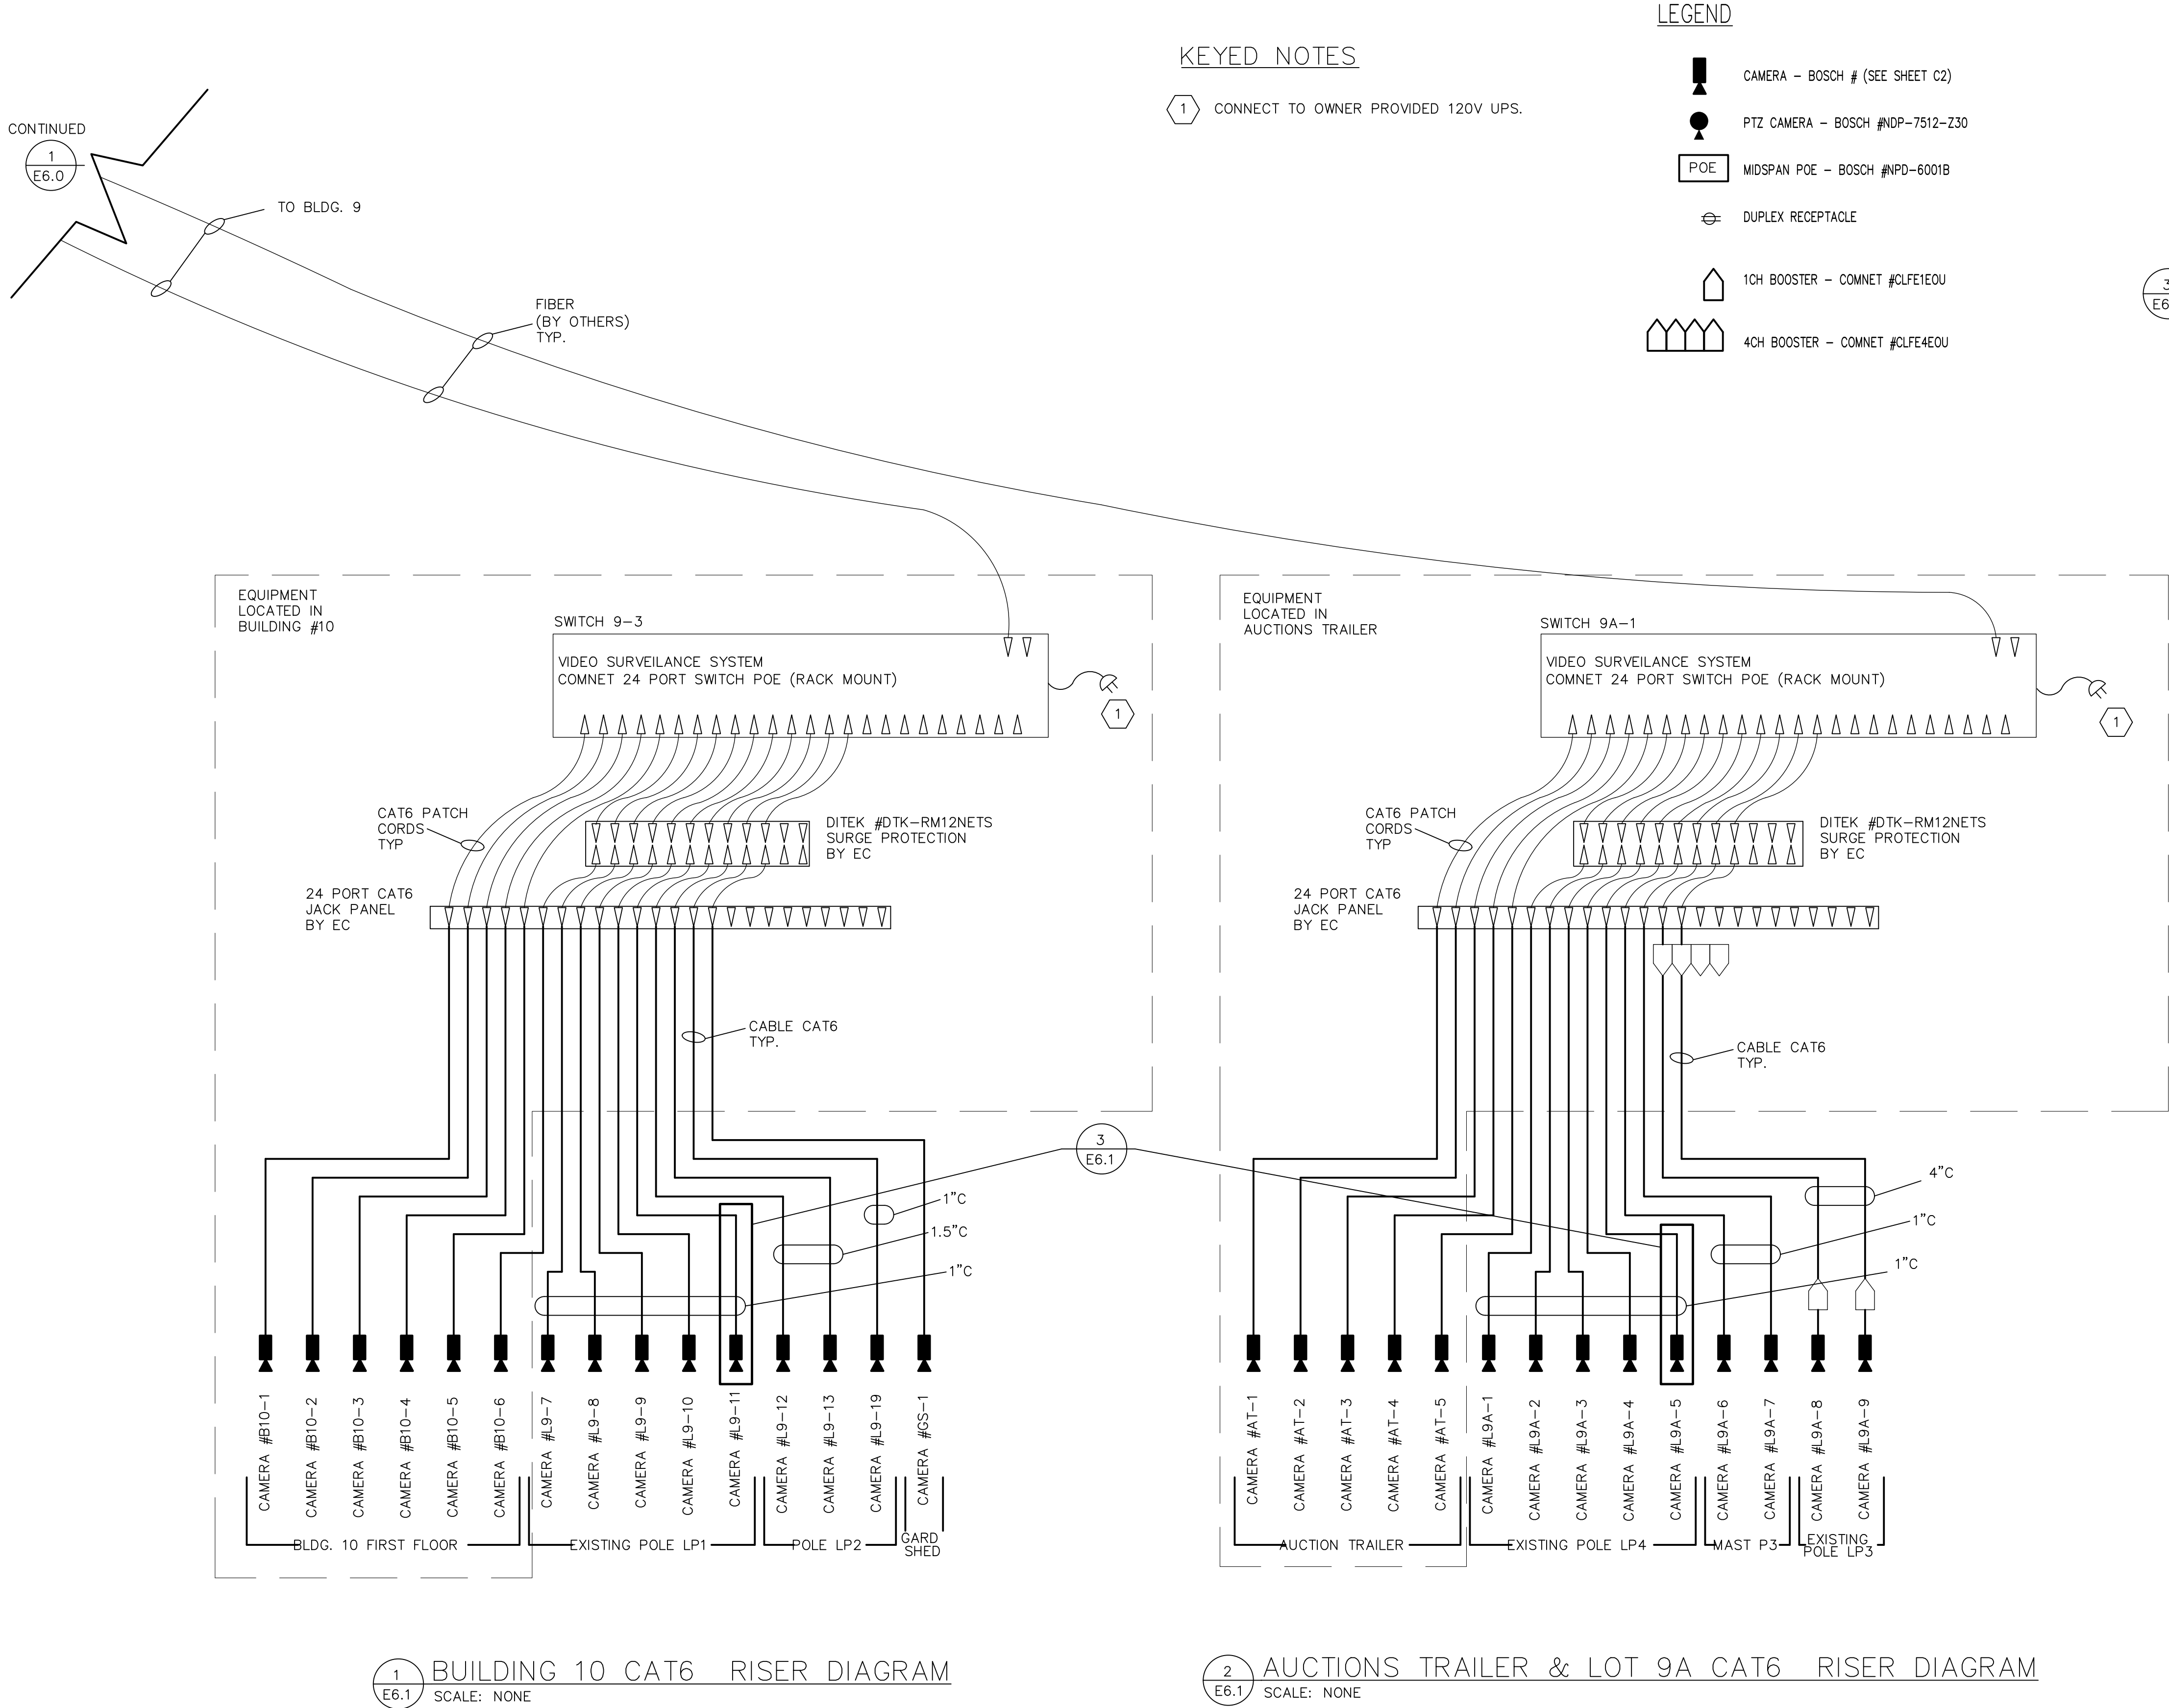 LEGEND
KEYED NOTES
1 CONNECT TO OWNER PROVIDED 120V UPS.
CAMERA – BOSCH # (SEE SHEET C2)
PTZ CAMERA – BOSCH #NDP-7512-Z30
POE MIDSPAN POE – BOSCH #NPD-6001B
DUPLEX RECEPTACLE
1CH BOOSTER – COMNET #CLFE1EOU
4CH BOOSTER – COMNET #CLFE4EOU
CONTINUED
1
E6.0
TO BLDG. 9
FIBER
(BY OTHERS)
TYP.
3
E6
EQUIPMENT
LOCATED IN
BUILDING #10
SWITCH 9-3
VIDEO SURVEILANCE SYSTEM
COMNET 24 PORT SWITCH POE (RACK MOUNT)
1
CAT6 PATCH
CORDS
TYP
DITEK #DTK-RM12NETS
SURGE PROTECTION
BY EC
24 PORT CAT6
JACK PANEL
BY EC
CABLE CAT6
TYP.
3
E6.1
1"C
1.5"C
1"C
CAMERA #B10-1
CAMERA #B10-2
CAMERA #B10-3
CAMERA #B10-4
CAMERA #B10-5
CAMERA #B10-6
CAMERA #L9-7
CAMERA #L9-8
CAMERA #L9-9
CAMERA #L9-10
CAMERA #L9-11
CAMERA #L9-12
CAMERA #L9-13
CAMERA #L9-19
CAMERA #GS-1
BLDG. 10 FIRST FLOOR
EXISTING POLE LP1
POLE LP2
GARD
SHED
1
E6.1
BUILDING 10 CAT6 RISER DIAGRAM
SCALE: NONE
EQUIPMENT
LOCATED IN
AUCTIONS TRAILER
SWITCH 9A-1
VIDEO SURVEILANCE SYSTEM
COMNET 24 PORT SWITCH POE (RACK MOUNT)
1
CAT6 PATCH
CORDS
TYP
DITEK #DTK-RM12NETS
SURGE PROTECTION
BY EC
24 PORT CAT6
JACK PANEL
BY EC
CABLE CAT6
TYP.
4"C
1"C
1"C
CAMERA #AT-1
CAMERA #AT-2
CAMERA #AT-3
CAMERA #AT-4
CAMERA #AT-5
CAMERA #L9A-1
CAMERA #L9A-2
CAMERA #L9A-3
CAMERA #L9A-4
CAMERA #L9A-5
CAMERA #L9A-6
CAMERA #L9A-7
CAMERA #L9A-8
CAMERA #L9A-9
AUCTION TRAILER
EXISTING POLE LP4
MAST P3
EXISTING
POLE LP3
2
E6.1
AUCTIONS TRAILER & LOT 9A CAT6 RISER DIAGRAM
SCALE: NONE